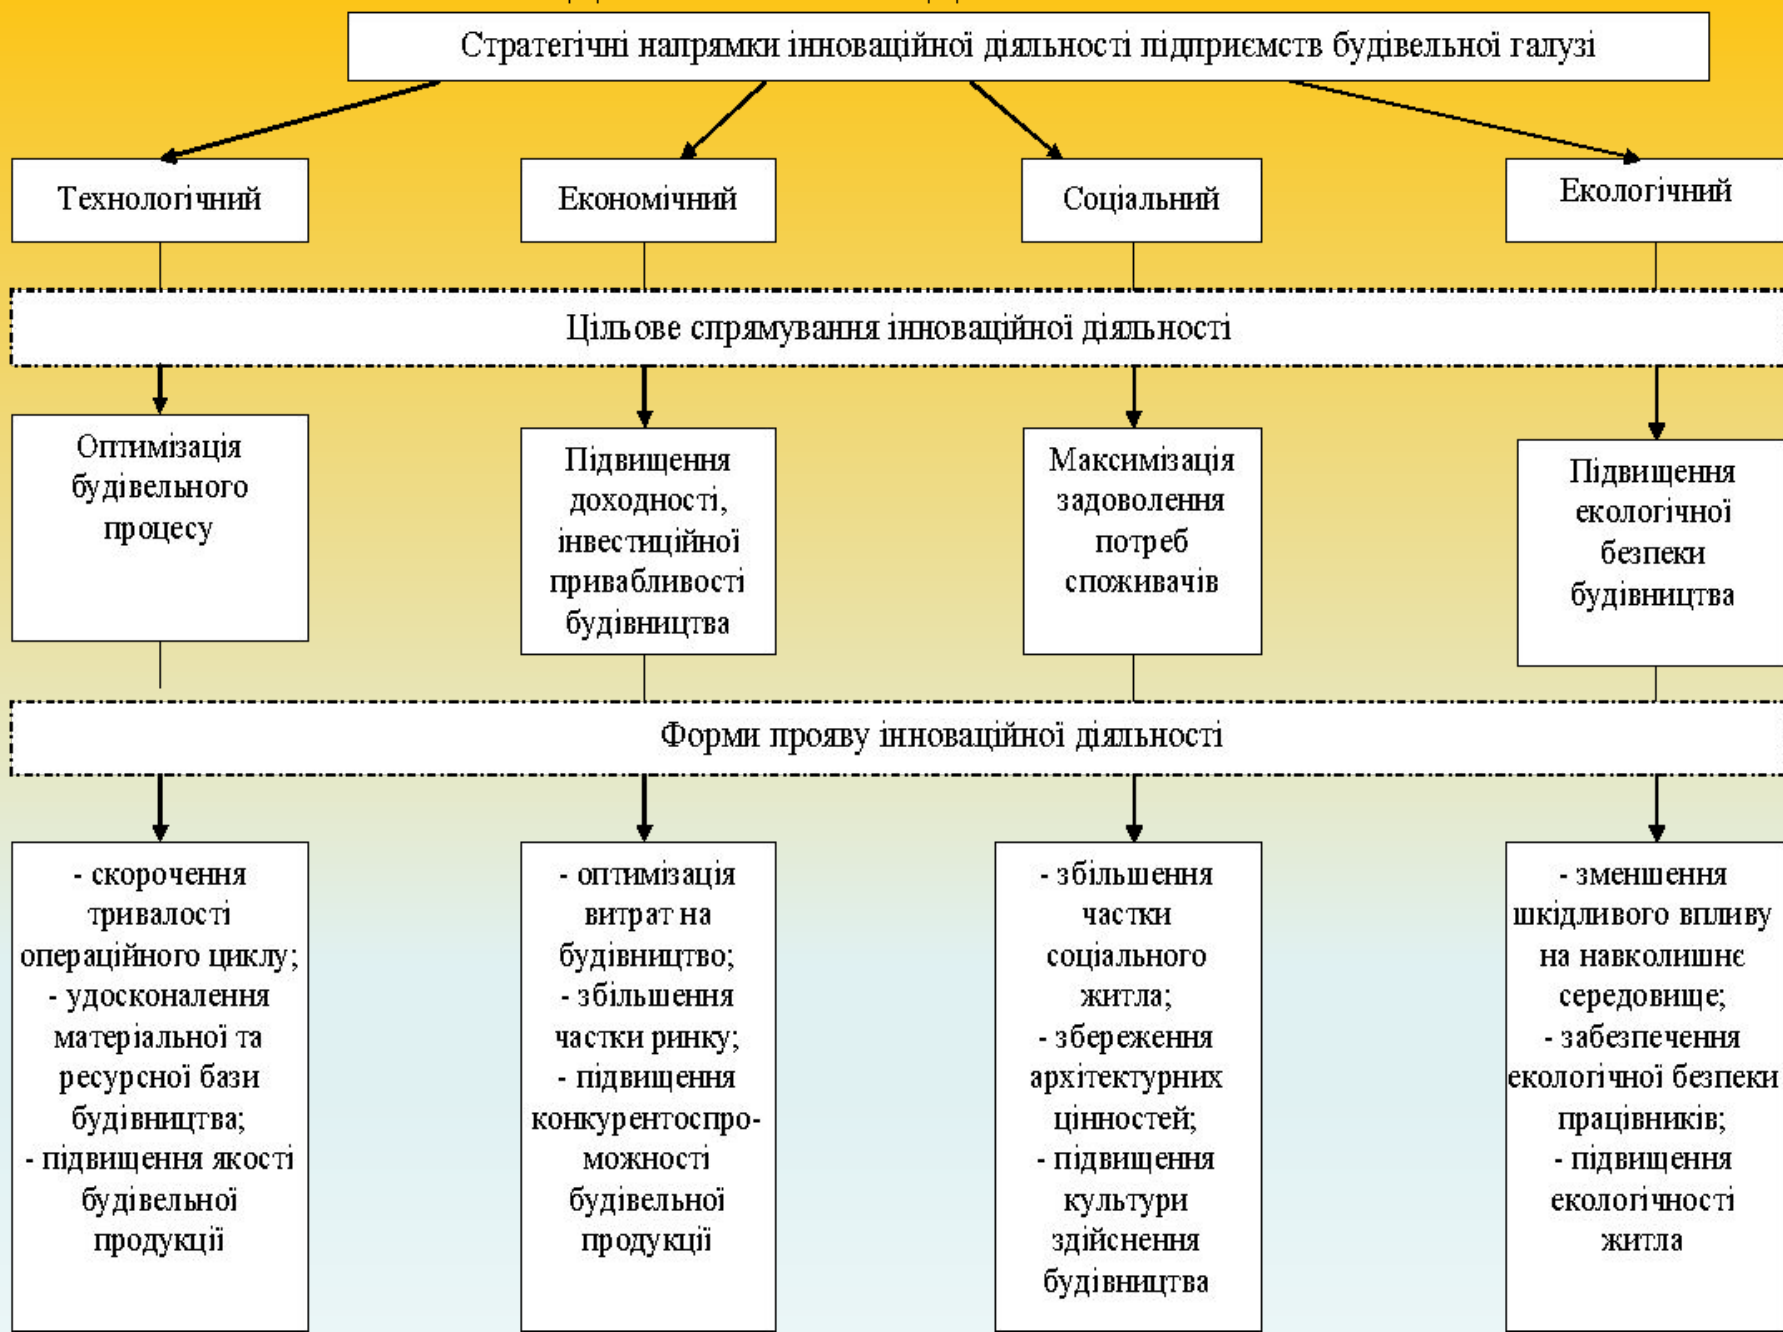 Стратегічні напрямки інноваційної діяльності підприємств будівельної галузі
Технологічний
Економічний
Соціальний
Екологічний
Цільове спрямування інноваційної діяльності
Оптимізація
будівельного
процесу
Підвищення
доходності,
інвестиційної
привабливості
будівництва
Максимізація
задоволення
потреб
споживачів
Підвищення
екологічної
безпеки
будівництва
Форми прояву інноваційної діяльності
- скорочення
тривалості
операційного циклу;
- удосконалення
матеріальної та
ресурсної бази
будівництва;
- підвищення якості
будівельної
продукції
- оптимізація
витрат на
будівництво;
- збільшення
частки ринку;
- підвищення
конкурентоспро-
можності
будівельної
продукції
- збільшення
частки
соціального
житла;
- збереження
архітектурних
цінностей;
- підвищення
культури
здійснення
будівництва
- зменшення
шкідливого впливу
на навколишнє
середовище;
- забезпечення
екологічної безпеки
працівників;
- підвищення
екологічності
житла